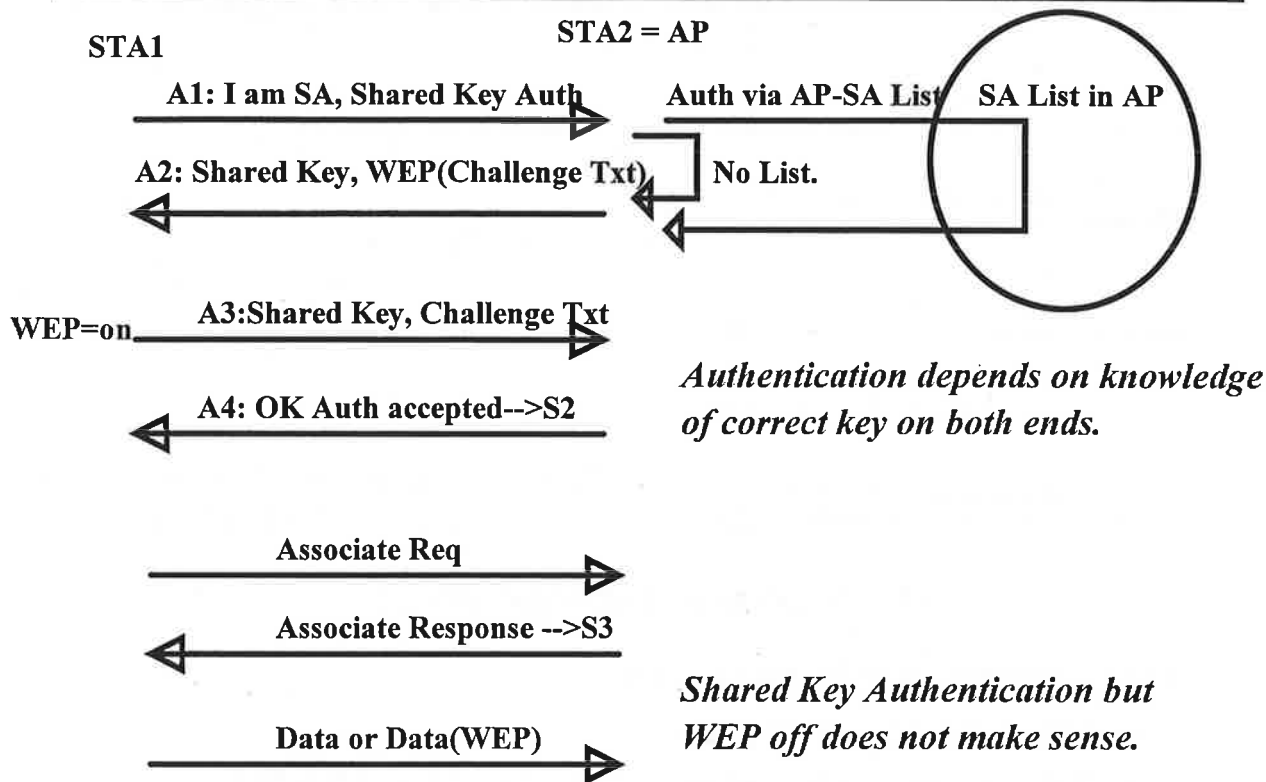 STA1
STA2 = AP
A1: I am SA, Shared Key Auth
Auth via AP-SA List
SA List in AP
A2: Shared Key, WEP(Challenge Txt)
No List.
WEP=on
A3:Shared Key, Challenge Txt
Authentication depends on knowledge
of correct key on both ends.
A4: OK Auth accepted-->S2
Associate Req
Associate Response -->S3
Shared Key Authentication but
WEP off does not make sense.
Data or Data(WEP)